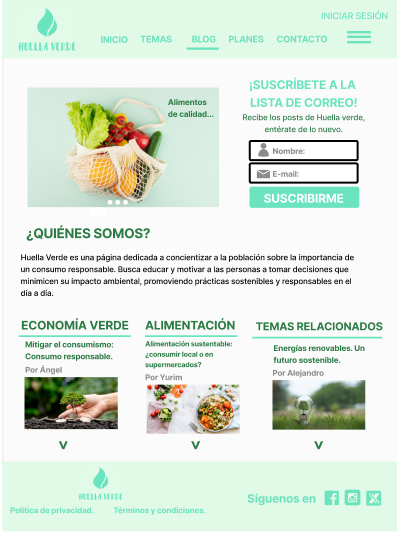 INICIAR SESIÓN
HUELLA VERDE
INICIO TEMAS BLOG PLANES CONTACTO
Alimentos
de calidad...
¡SUSCRÍBETE A LA
LISTA DE CORREO!
Recibe los posts de Huella verde,
entérate de lo nuevo.
Nombre:
E-mail:
SUSCRIBIRME
¿QUIÉNES SOMOS?
Huella Verde es una página dedicada a concientizar a la población sobre la importancia de
un consumo responsable. Busca educar y motivar a las personas a tomar decisiones que
minimicen su impacto ambiental, promoviendo prácticas sostenibles y responsables en el
día a día.
ECONOMÍA VERDE
Mitigar el consumismo:
Consumo responsable.
Por Ángel
V
ALIMENTACIÓN
Alimentación sustentable:
¿consumir local o en
supermercados?
Por Yurim
V
TEMAS RELACIONADOS
Energías renovables. Un
futuro sostenible.
Por Alejandro
V
HUELLA VERDE
Política de privacidad. Términos y condiciones.
Síguenos en